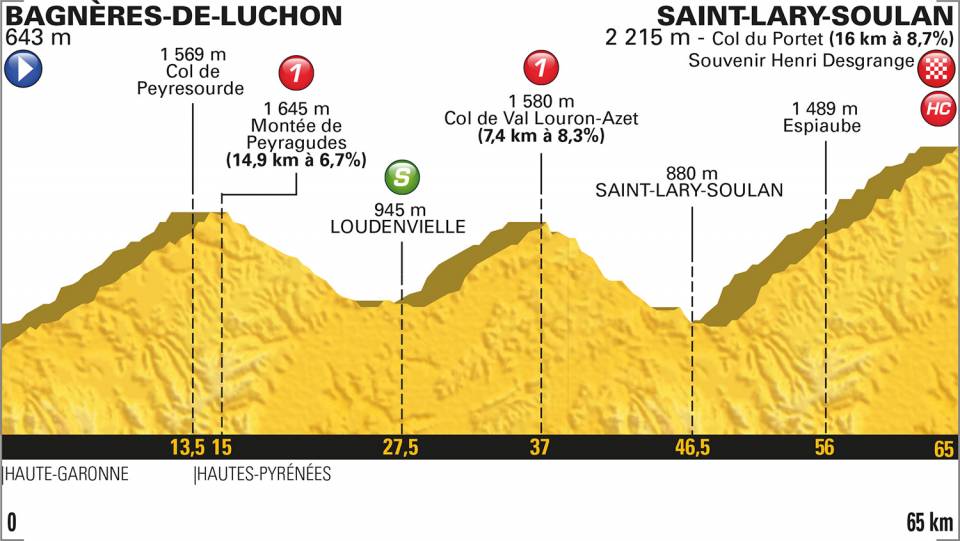 BAGNÈRES-DE-LUCHON
643 m
SAINT-LARY-SOULAN
2 215 m - Col du Portet (16 km à 8,7%)
Souvenir Henri Desgrange
HC
1 569 m
Col de
Peyresourde
1
1 645 m
Montée de
Peyragudes
(14,9 km à 6,7%)
S
945 m
LOUDENVIELLE
1
1 580 m
Col de Val Louron-Azet
(7,4 km à 8,3%)
880 m
SAINT-LARY-SOULAN
1 489 m
Espiaube
13,5 15 27,5 37 46,5 56 65
|HAUTE-GARONNE |HAUTES-PYRÉNÉES
0 65 km